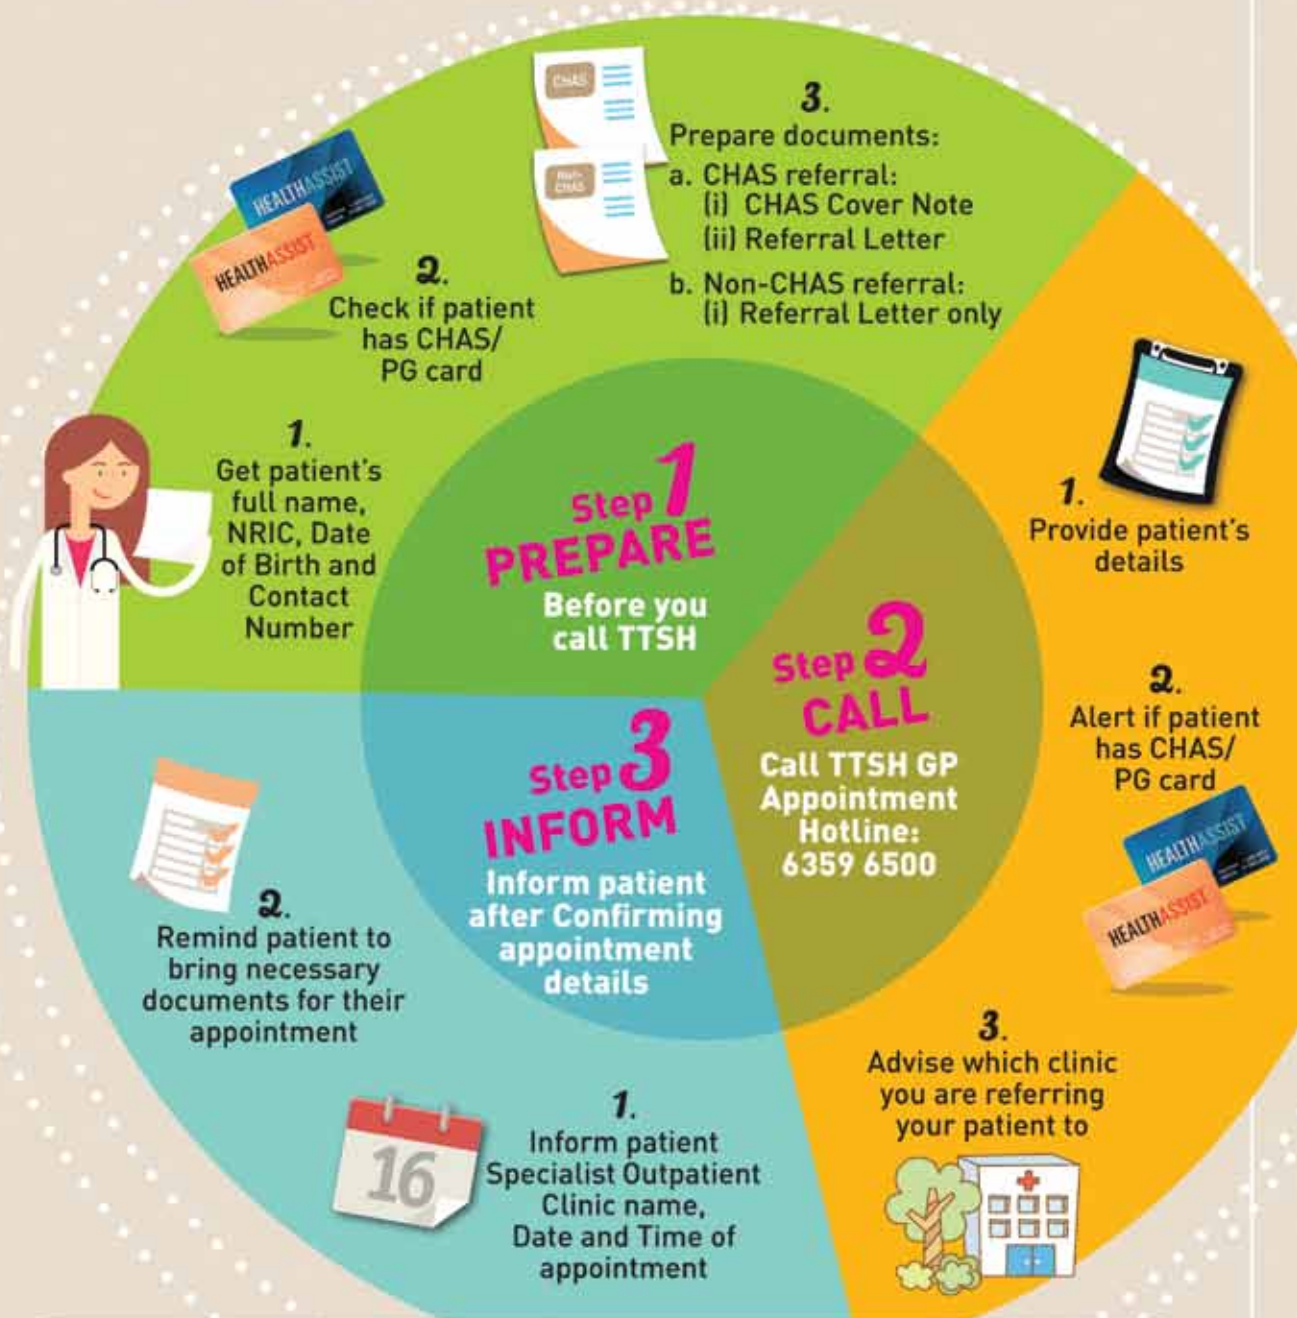 Step 1
PREPARE
Before you
call TTSH
1.
Get patient's
full name,
NRIC, Date
of Birth and
Contact
Number
HEALTHASSIST
HEALTHASSIST
2.
Check if patient
has CHAS/
PG card
CHAS
Non-
CHAS
3.
Prepare documents:
a. CHAS referral:
(i) CHAS Cover Note
(ii) Referral Letter
b. Non-CHAS referral:
(i) Referral Letter only
Step 2
CALL
Call TTSH GP
Appointment
Hotline:
6359 6500
1.
Provide patient's
details
2.
Alert if patient
has CHAS/
PG card
HEALTHASSIST
HEALTHASSIST
3.
Advise which clinic
you are referring
your patient to
Step 3
INFORM
Inform patient
after Confirming
appointment
details
1.
Inform patient
Specialist Outpatient
Clinic name,
Date and Time of
appointment
16
2.
Remind patient to
bring necessary
documents for their
appointment